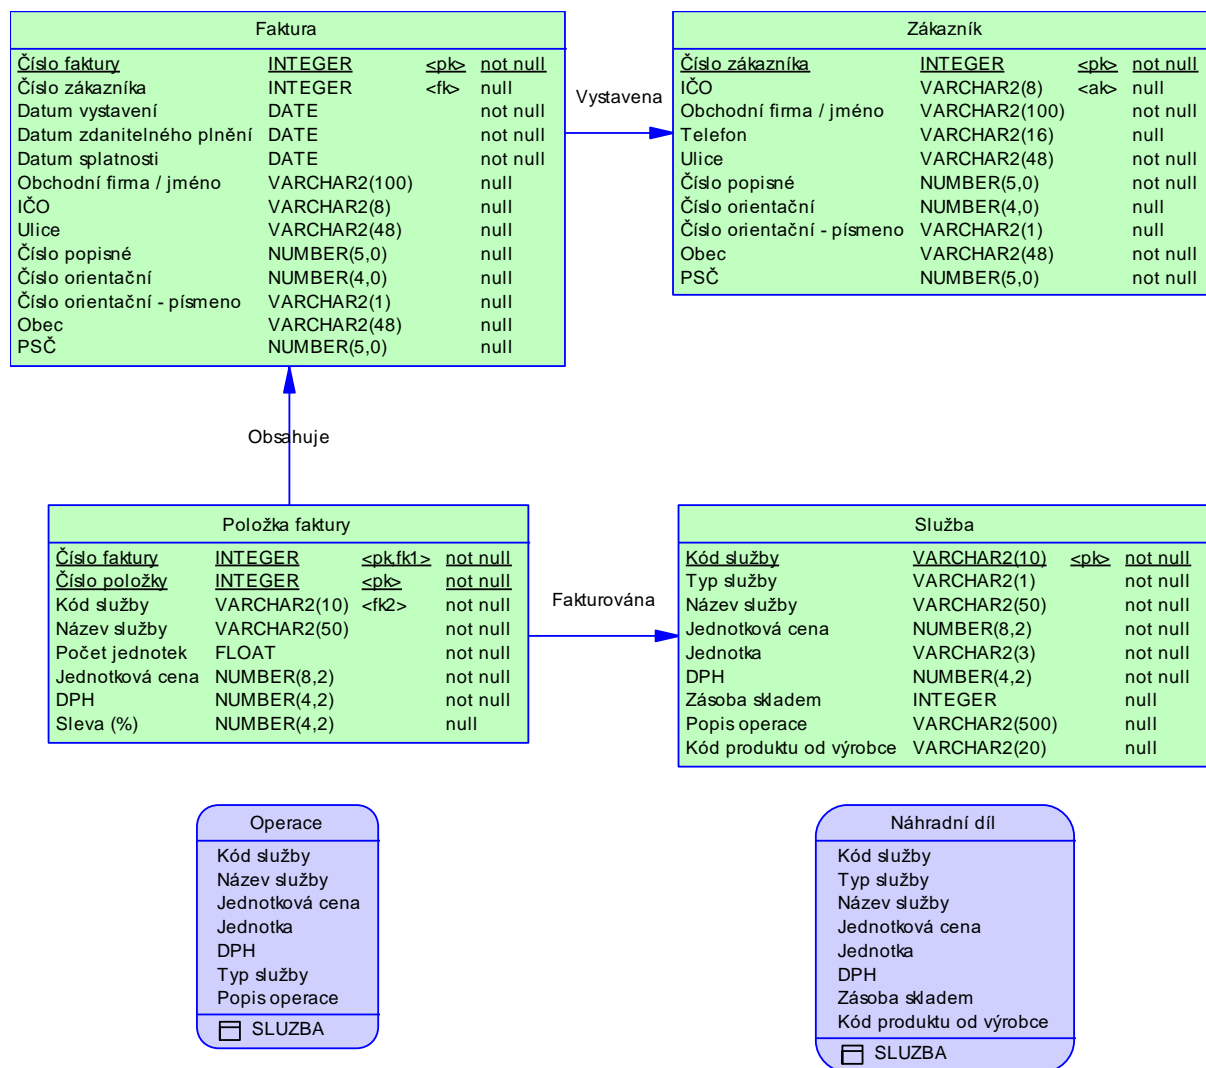 Faktura
Číslo faktury INTEGER <pk> not null
Číslo zákazníka INTEGER <fk> null
Datum vystavení DATE not null
Datum zdanitelného plnění DATE not null
Datum splatnosti DATE not null
Obchodní firma / jméno VARCHAR2(100) null
IČO VARCHAR2(8) null
Ulice VARCHAR2(48) null
Číslo popisné NUMBER(5,0) null
Číslo orientační NUMBER(4,0) null
Číslo orientační - písmeno VARCHAR2(1) null
Obec VARCHAR2(48) null
PSČ NUMBER(5,0) null
Vystavena
Zákazník
Číslo zákazníka INTEGER <pk> not null
IČO VARCHAR2(8) <ak> null
Obchodní firma / jméno VARCHAR2(100) not null
Telefon VARCHAR2(16) null
Ulice VARCHAR2(48) not null
Číslo popisné NUMBER(5,0) not null
Číslo orientační NUMBER(4,0) null
Číslo orientační - písmeno VARCHAR2(1) null
Obec VARCHAR2(48) not null
PSČ NUMBER(5,0) not null
Obsahuje
Položka faktury
Číslo faktury INTEGER <pk,fk1> not null
Číslo položky INTEGER <pk> not null
Kód služby VARCHAR2(10) <fk2> not null
Název služby VARCHAR2(50) not null
Počet jednotek FLOAT not null
Jednotková cena NUMBER(8,2) not null
DPH NUMBER(4,2) not null
Sleva (%) NUMBER(4,2) null
Fakturována
Služba
Kód služby VARCHAR2(10) <pk> not null
Typ služby VARCHAR2(1) not null
Název služby VARCHAR2(50) not null
Jednotková cena NUMBER(8,2) not null
Jednotka VARCHAR2(3) not null
DPH NUMBER(4,2) not null
Zásoba skladem INTEGER null
Popis operace VARCHAR2(500) null
Kód produktu od výrobce VARCHAR2(20) null
Operace
Kód služby
Název služby
Jednotková cena
Jednotka
DPH
Typ služby
Popis operace
SLUZBA
Náhradní díl
Kód služby
Typ služby
Název služby
Jednotková cena
Jednotka
DPH
Zásoba skladem
Kód produktu od výrobce
SLUZBA